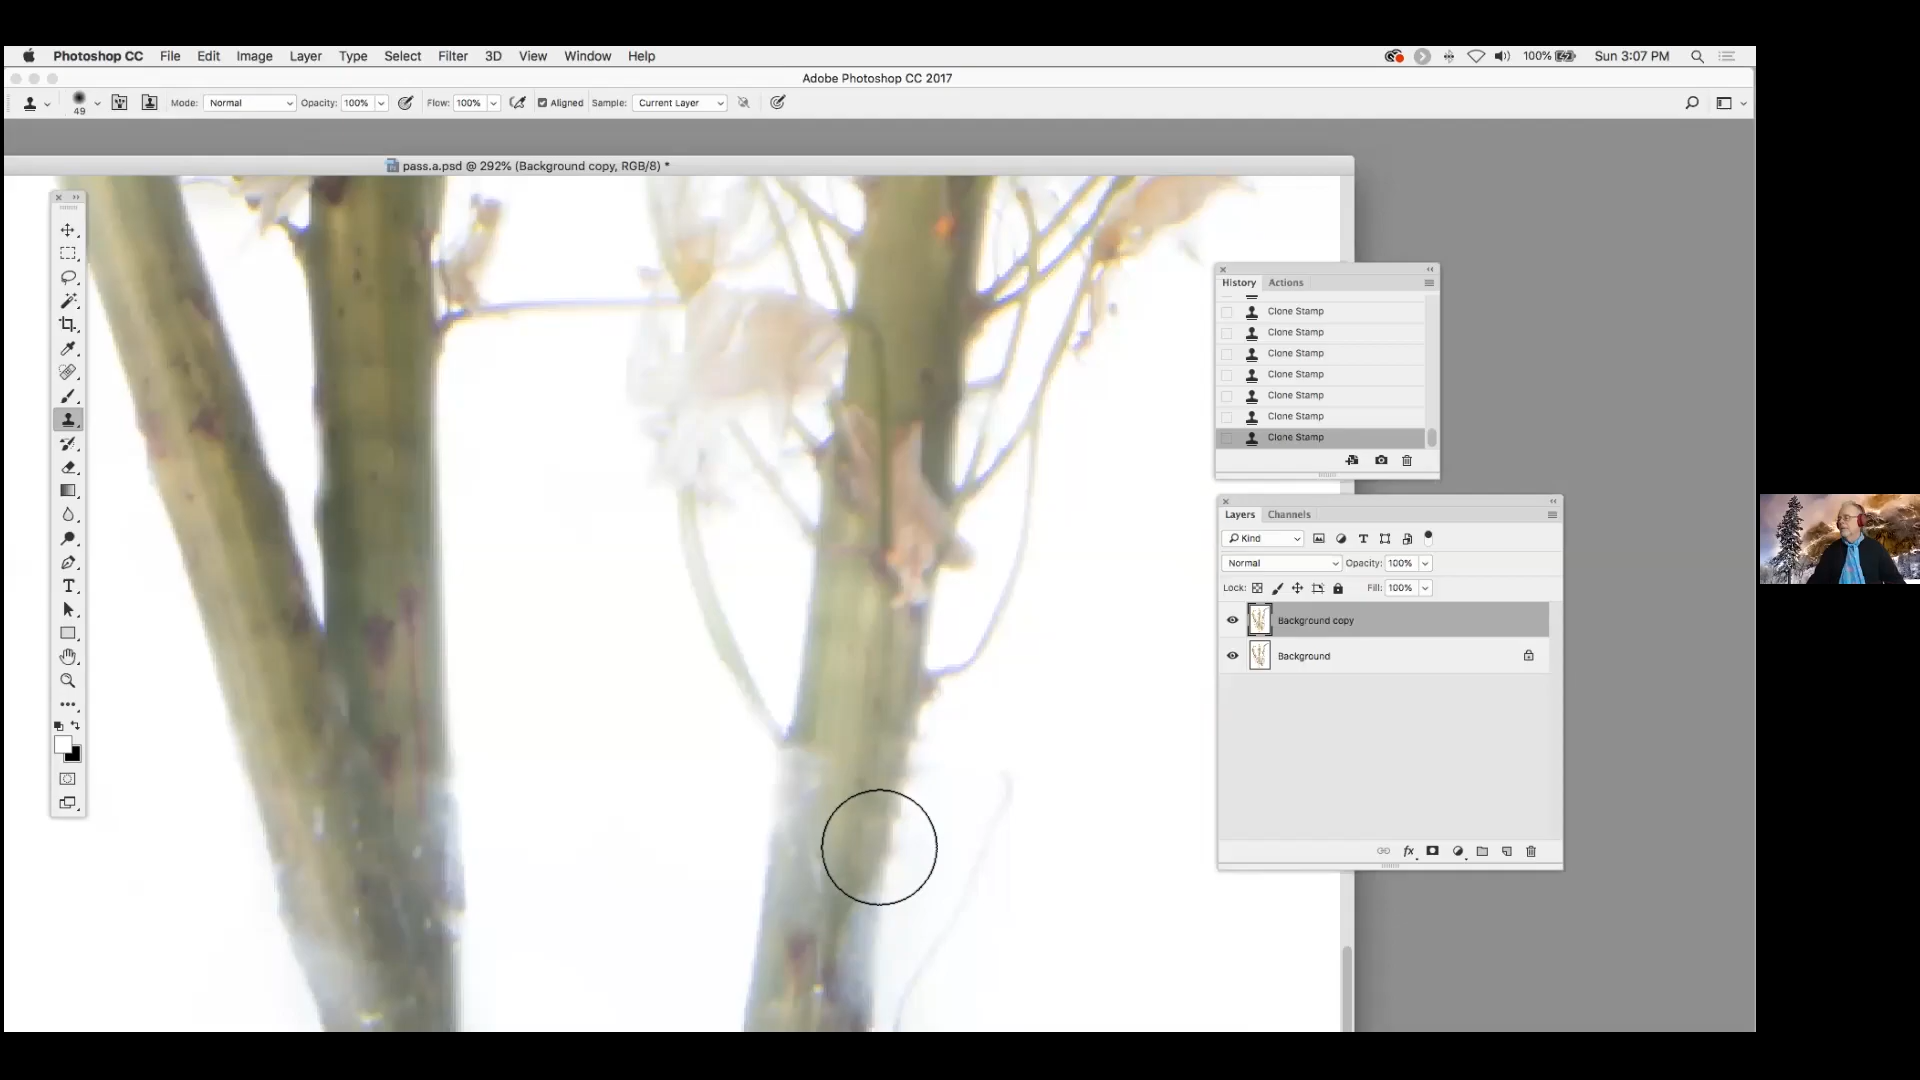 Photoshop CC File Edit Image Layer Type Select Filter 3D View Window Help 100% Sun 3:07 PM
Adobe Photoshop CC 2017
49 Mode: Normal Opacity: 100% Flow: 100% Aligned Sample: Current Layer
pass.a.psd @ 292% (Background copy, RGB/8) *
History Actions
Clone Stamp
Clone Stamp
Clone Stamp
Clone Stamp
Clone Stamp
Clone Stamp
Clone Stamp
Layers Channels
Kind
Normal Opacity: 100%
Lock: Fill: 100%
Background copy
Background